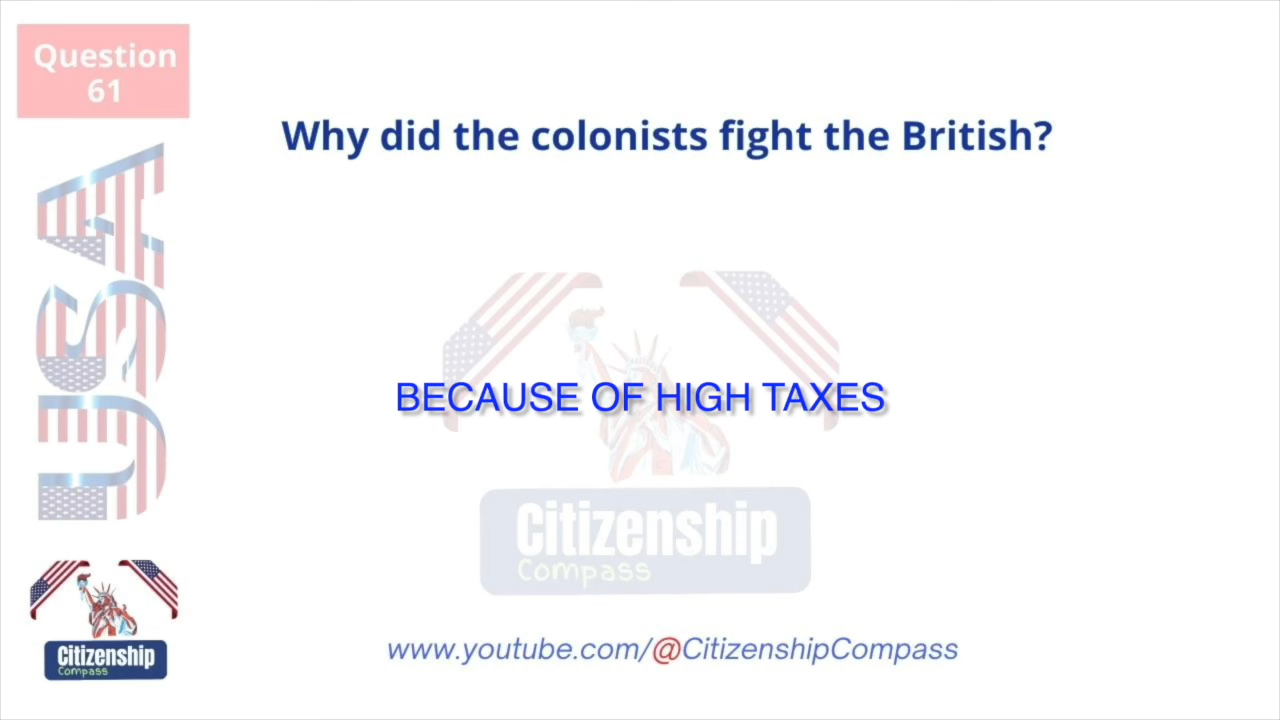 Question
61
Why did the colonists fight the British?
USA
BECAUSE OF HIGH TAXES
Citizenship
Compass
Citizenship
Compass
www.youtube.com/@CitizenshipCompass